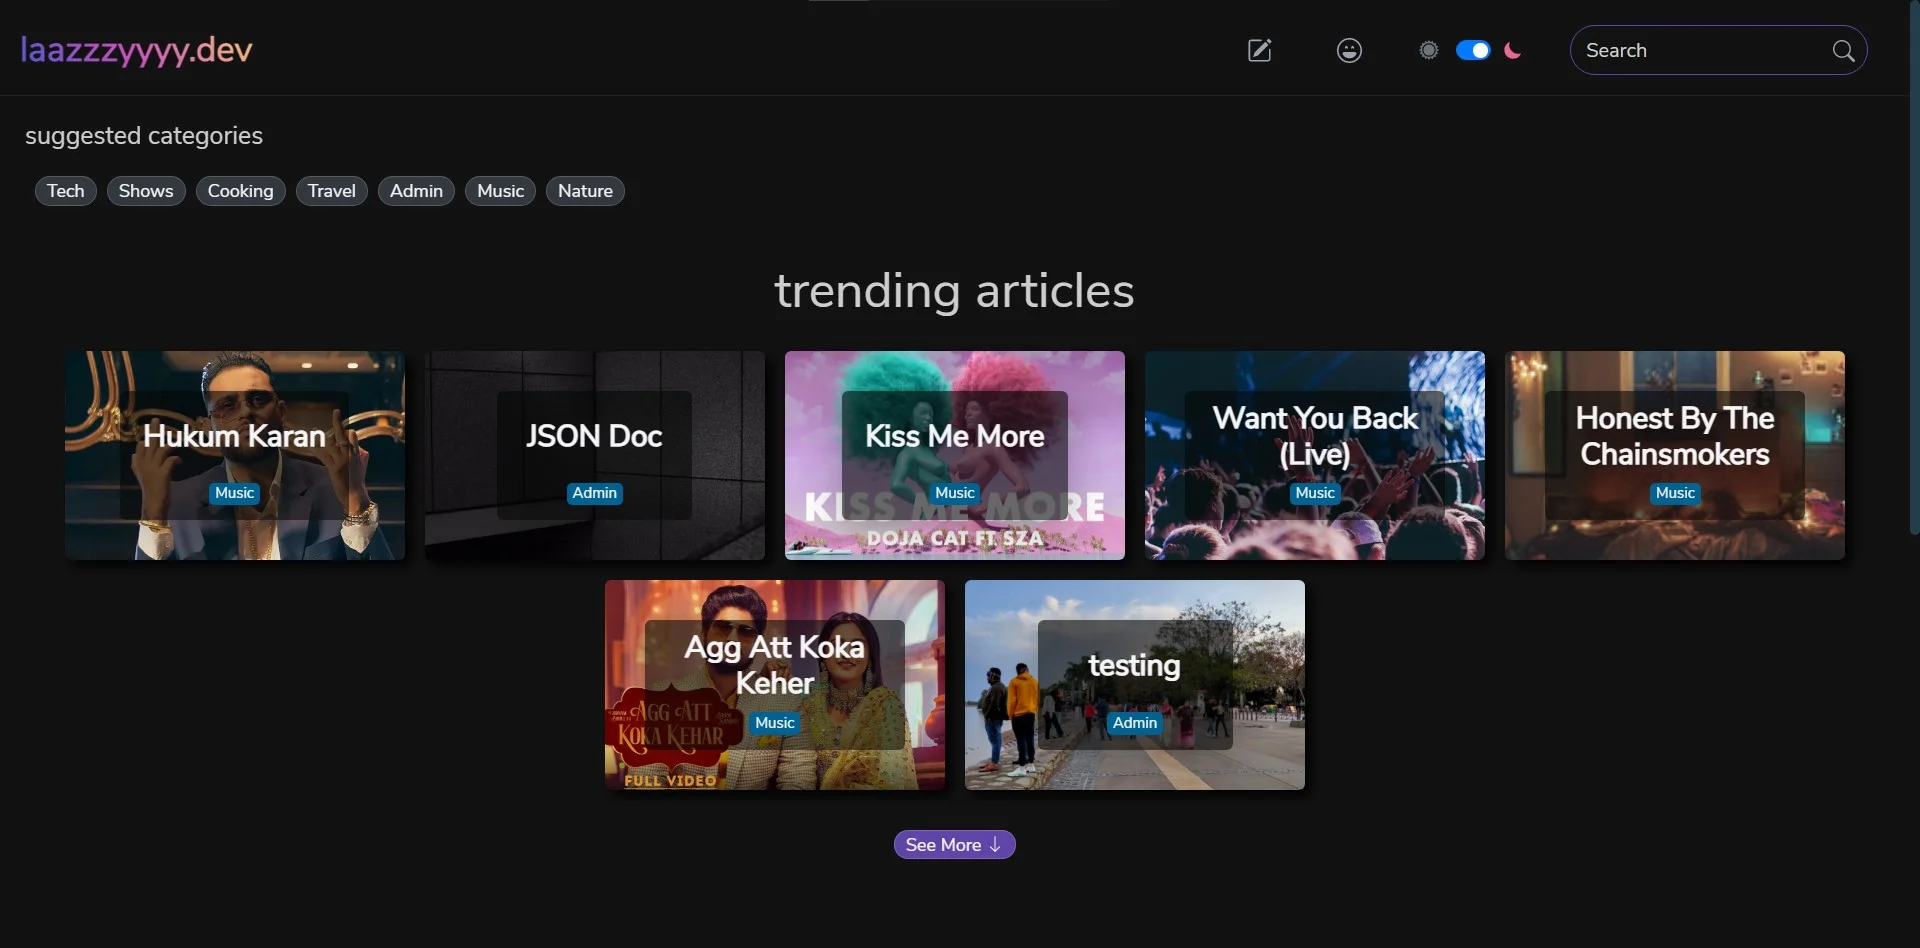 laazzzyyyy.dev
Search
suggested categories
Tech Shows Cooking Travel Admin Music Nature
trending articles
Hukum Karan
Music
JSON Doc
Admin
Kiss Me More
Music
KISS ME MORE
DOJA CAT FT. SZA
Want You Back
(Live)
Music
Honest By The
Chainsmokers
Music
Agg Att Koka
Keher
Music
AGG ATT
KOKA KEHAR
FULL VIDEO
testing
Admin
See More ↓